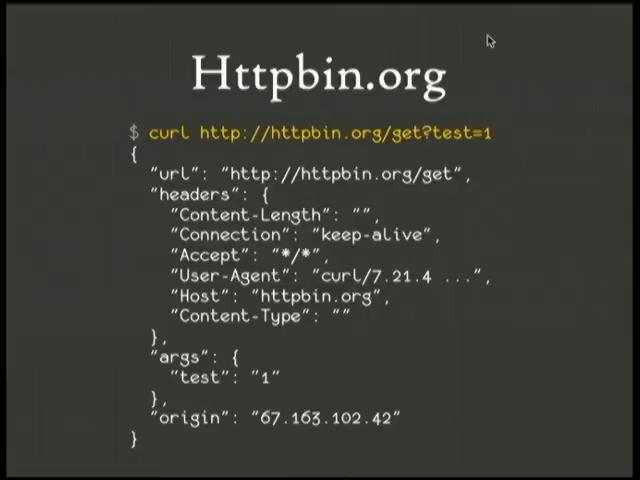 Httpbin.org
$ curl http://httpbin.org/get?test=1
{
"url": "http://httpbin.org/get",
"headers": {
"Content-Length": "",
"Connection": "keep-alive",
"Accept": "*/*",
"User-Agent": "curl/7.21.4 ...",
"Host": "httpbin.org",
"Content-Type": ""
},
"args": {
"test": "1"
},
"origin": "67.163.102.42"
}